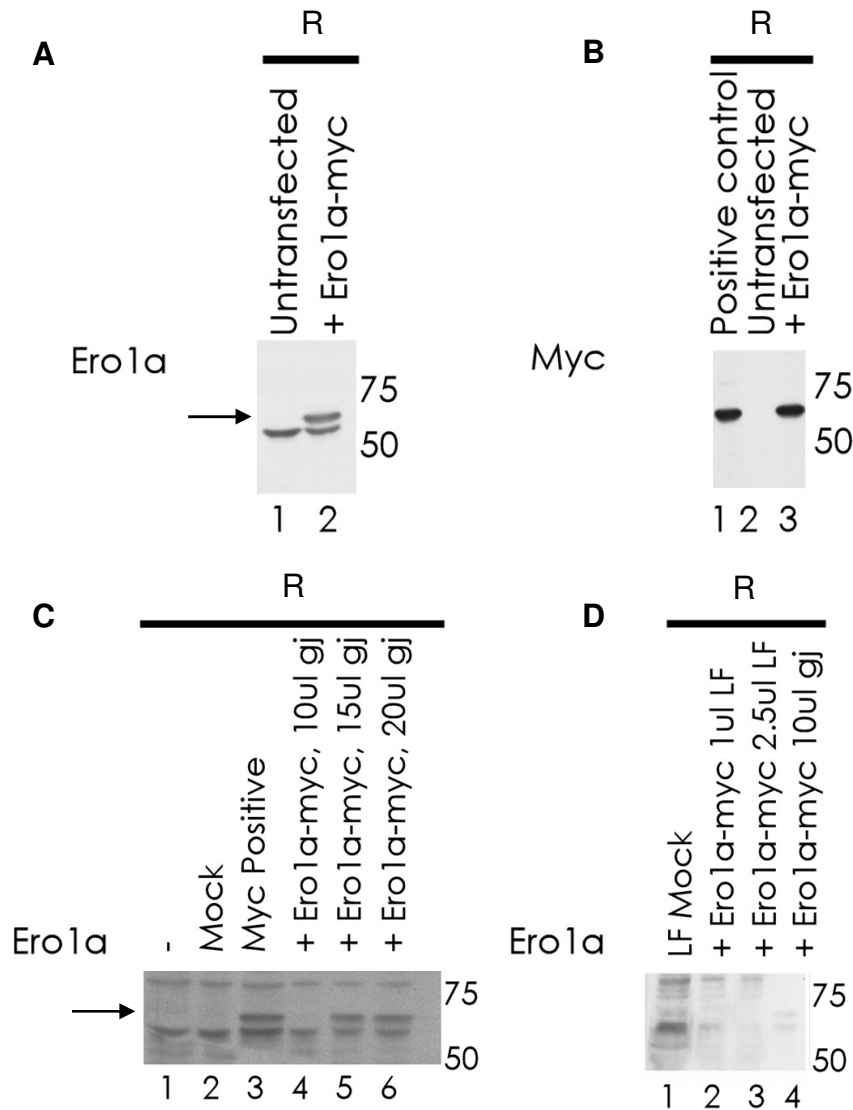 A
R
Untransfected
+ Ero1a-myc
Ero1a
75
50
1 2
B
R
Positive control
Untransfected
+ Ero1a-myc
Myc
75
50
1 2 3
C
R
-
Mock
Myc Positive
+ Ero1a-myc, 10ul gj
+ Ero1a-myc, 15ul gj
+ Ero1a-myc, 20ul gj
Ero1a
75
50
1 2 3 4 5 6
D
R
LF Mock
+ Ero1a-myc 1ul LF
+ Ero1a-myc 2.5ul LF
+ Ero1a-myc 10ul gj
Ero1a
75
50
1 2 3 4